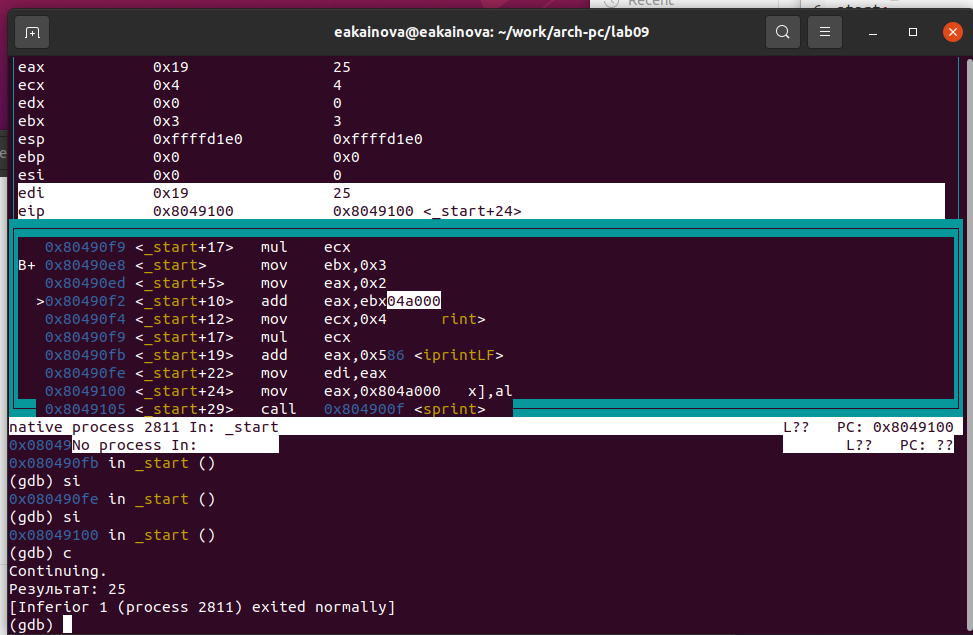 Recent
eakainova@eakainova: ~/work/arch-pc/lab09
eax 0x19 25
ecx 0x4 4
edx 0x0 0
ebx 0x3 3
esp 0xffffd1e0 0xffffd1e0
ebp 0x0 0x0
esi 0x0 0
edi 0x19 25
eip 0x8049100 0x8049100 <_start+24>
0x80490f9 <_start+17> mul ecx
B+ 0x80490e8 <_start> mov ebx,0x3
0x80490ed <_start+5> mov eax,0x2
>0x80490f2 <_start+10> add eax,ebx04a000
0x80490f4 <_start+12> mov ecx,0x4 rint>
0x80490f9 <_start+17> mul ecx
0x80490fb <_start+19> add eax,0x586 <iprintLF>
0x80490fe <_start+22> mov edi,eax
0x8049100 <_start+24> mov eax,0x804a000 x],al
0x8049105 <_start+29> call 0x804900f <sprint>
native process 2811 In: _start L?? PC: 0x8049100
0x08049No process In: L?? PC: ??
0x080490fb in _start ()
(gdb) si
0x080490fe in _start ()
(gdb) si
0x08049100 in _start ()
(gdb) c
Continuing.
Результат: 25
[Inferior 1 (process 2811) exited normally]
(gdb)